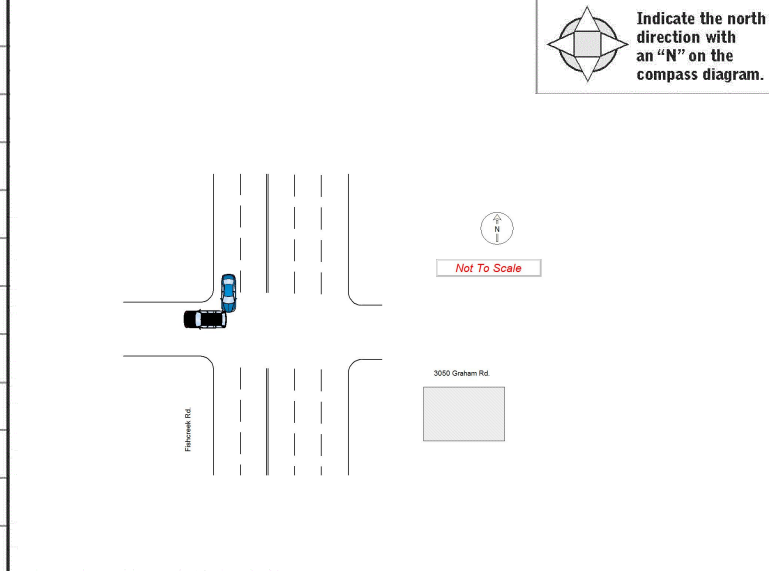 Indicate the north
direction with
an “N” on the
compass diagram.
N
Not To Scale
3050 Graham Rd.
Fishcreek Rd.